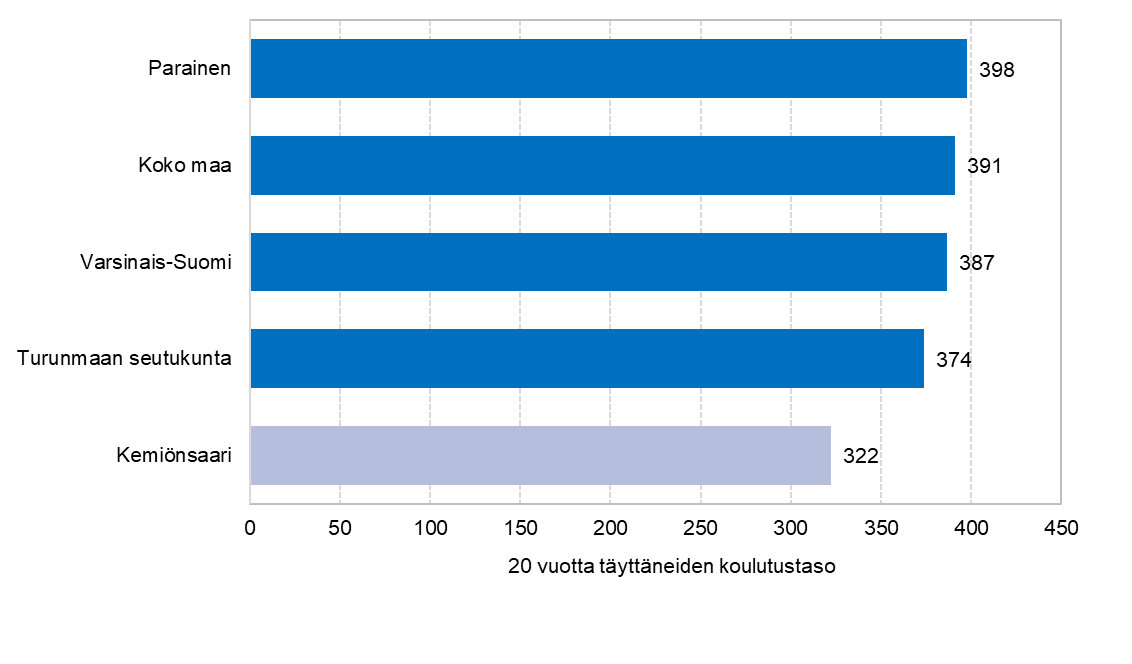 Parainen 398
Koko maa 391
Varsinais-Suomi 387
Turunmaan seutukunta 374
Kemiönsaari 322
0 50 100 150 200 250 300 350 400 450
20 vuotta täyttäneiden koulutustaso